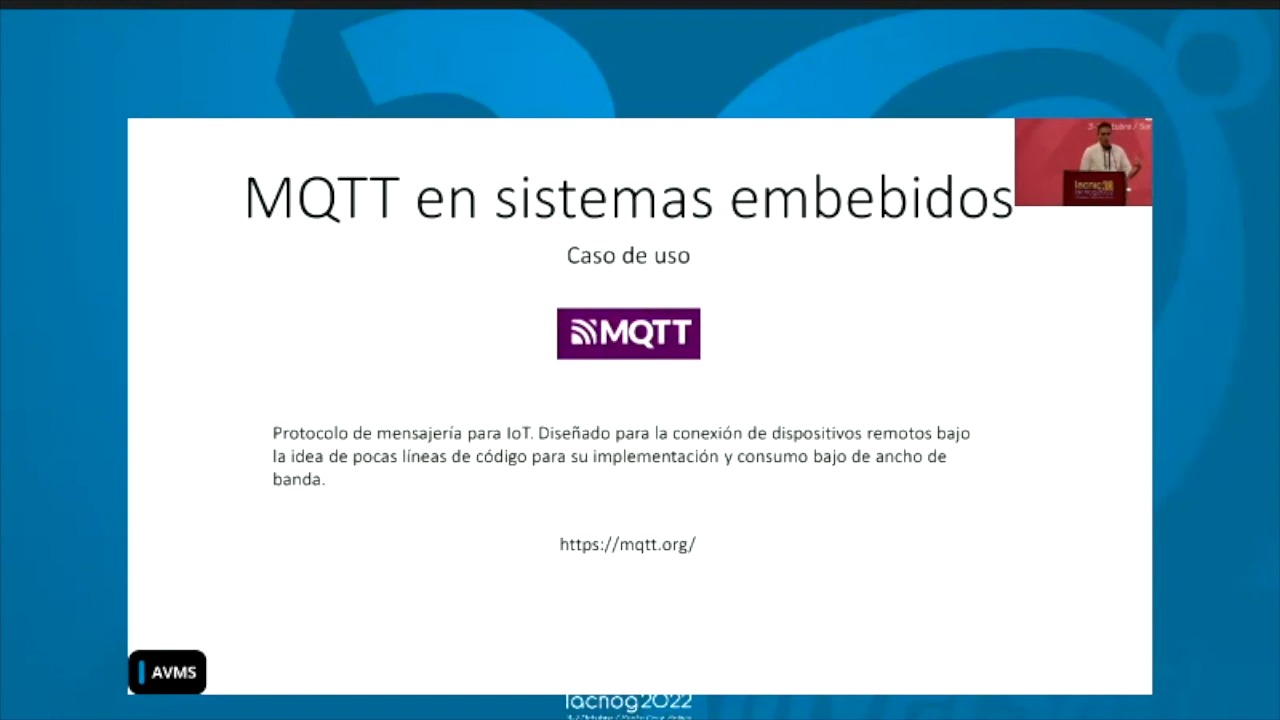 MQTT en sistemas embebidos
Caso de uso
MQTT
Protocolo de mensajería para IoT. Diseñado para la conexión de dispositivos remotos bajo
la idea de pocas líneas de código para su implementación y consumo bajo de ancho de
banda.
https://mqtt.org/
AVMS
lacnog2022